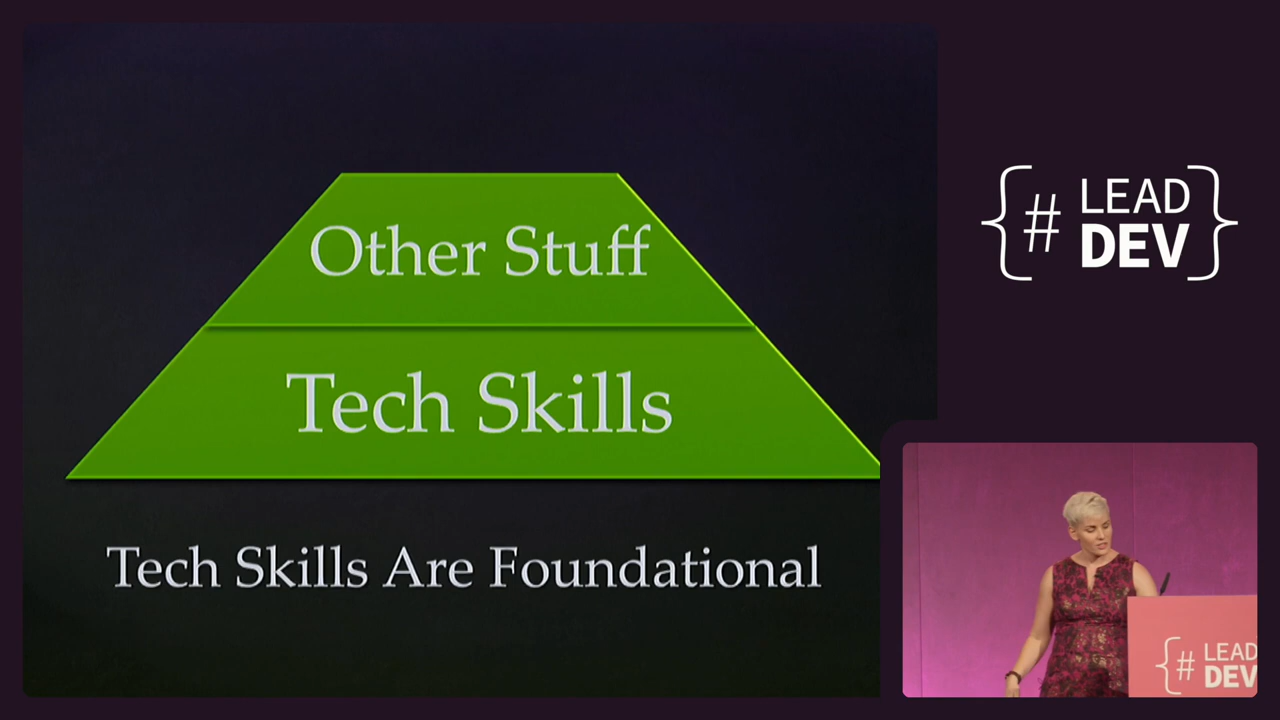 Other Stuff
Tech Skills
Tech Skills Are Foundational
{# LEAD
DEV}
{# LEAD
DEV